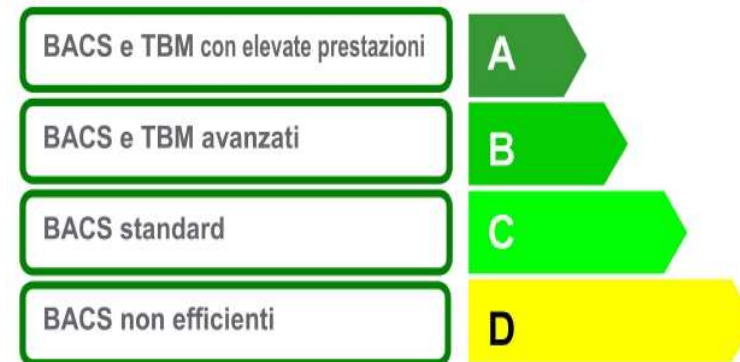 BACS e TBM con elevate prestazioni
A
BACS e TBM avanzati
B
BACS standard
C
BACS non efficienti
D